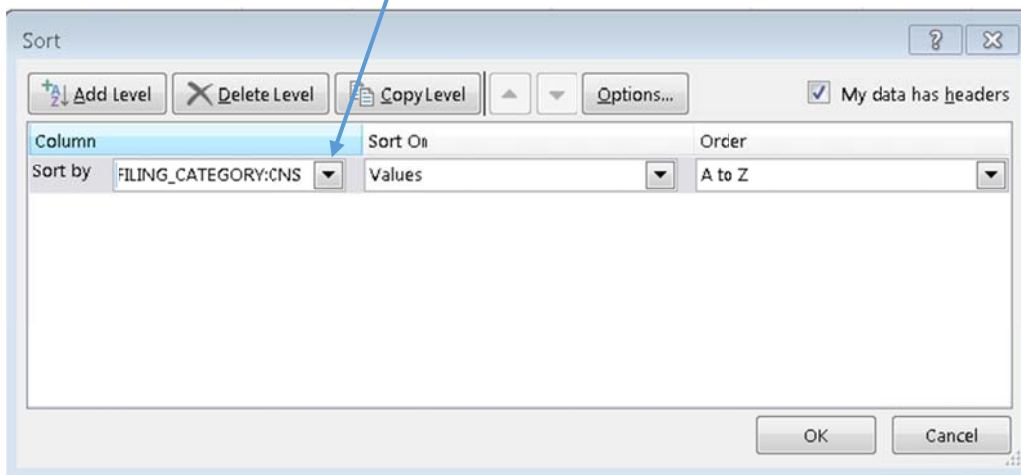 Sort
Add Level Delete Level Copy Level Options... My data has headers
Column Sort On Order
Sort by FILING_CATEGORY:CNS Values A to Z
OK Cancel